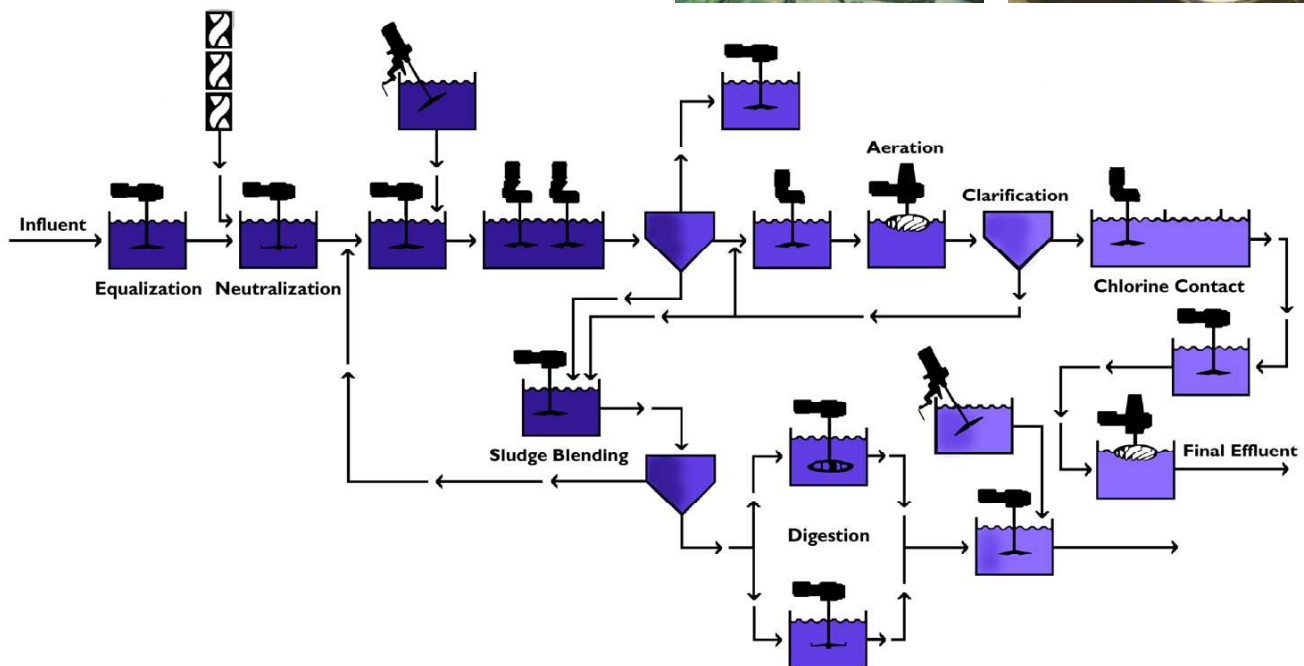 Aeration
Clarification
Influent
Equalization
Neutralization
Chlorine Contact
Sludge Blending
Final Effluent
Digestion